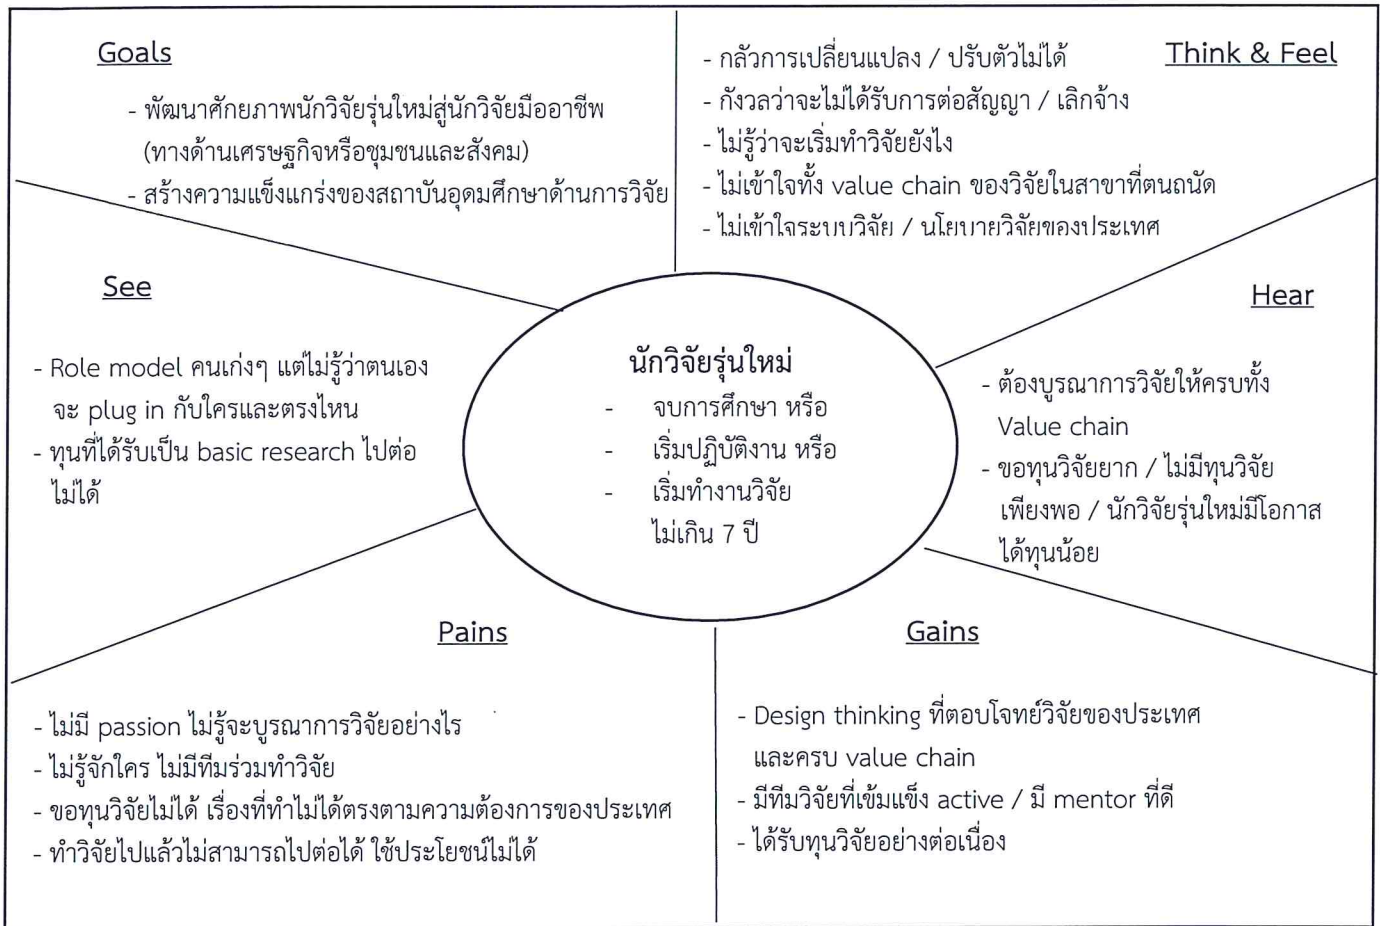 Goals
- พัฒนาศักยภาพนักวิจัยรุ่นใหม่สู่นักวิจัยมืออาชีพ
(ทางด้านเศรษฐกิจหรือชุมชนและสังคม)
- สร้างความแข็งแกร่งของสถาบันอุดมศึกษาด้านการวิจัย
Think & Feel
- กลัวการเปลี่ยนแปลง / ปรับตัวไม่ได้
- กังวลว่าจะไม่ได้รับการต่อสัญญา / เลิกจ้าง
- ไม่รู้ว่าจะเริ่มทำวิจัยยังไง
- ไม่เข้าใจทั้ง value chain ของวิจัยในสาขาที่ตนถนัด
- ไม่เข้าใจระบบวิจัย / นโยบายวิจัยของประเทศ
See
- Role model คนเก่งๆ แต่ไม่รู้ว่าตนเอง
จะ plug in กับใครและตรงไหน
- ทุนที่ได้รับเป็น basic research ไปต่อ
ไม่ได้
นักวิจัยรุ่นใหม่
- จบการศึกษา หรือ
- เริ่มปฏิบัติงาน หรือ
- เริ่มทำงานวิจัย
ไม่เกิน 7 ปี
Hear
- ต้องบูรณาการวิจัยให้ครบทั้ง
Value chain
- ขอทุนวิจัยยาก / ไม่มีทุนวิจัย
เพียงพอ / นักวิจัยรุ่นใหม่มีโอกาส
ได้ทุนน้อย
Pains
- ไม่มี passion ไม่รู้จะบูรณาการวิจัยอย่างไร
- ไม่รู้จักใคร ไม่มีทีมร่วมทำวิจัย
- ขอทุนวิจัยไม่ได้ เรื่องที่ทำไม่ได้ตรงตามความต้องการของประเทศ
- ทำวิจัยไปแล้วไม่สามารถไปต่อได้ ใช้ประโยชน์ไม่ได้
Gains
- Design thinking ที่ตอบโจทย์วิจัยของประเทศ
และครบ value chain
- มีทีมวิจัยที่เข้มแข็ง active / มี mentor ที่ดี
- ได้รับทุนวิจัยอย่างต่อเนื่อง